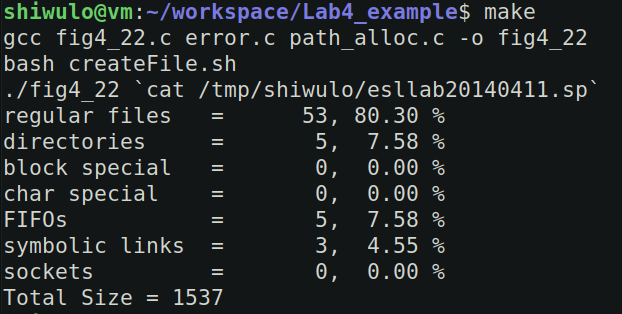 shiwulo@vm:~/workspace/Lab4_example$ make
gcc fig4_22.c error.c path_alloc.c -o fig4_22
bash createFile.sh
./fig4_22 `cat /tmp/shiwulo/esllab20140411.sp`
regular files   =      53, 80.30 %
directories     =       5,  7.58 %
block special   =       0,  0.00 %
char special    =       0,  0.00 %
FIFOs           =       5,  7.58 %
symbolic links  =       3,  4.55 %
sockets         =       0,  0.00 %
Total Size = 1537